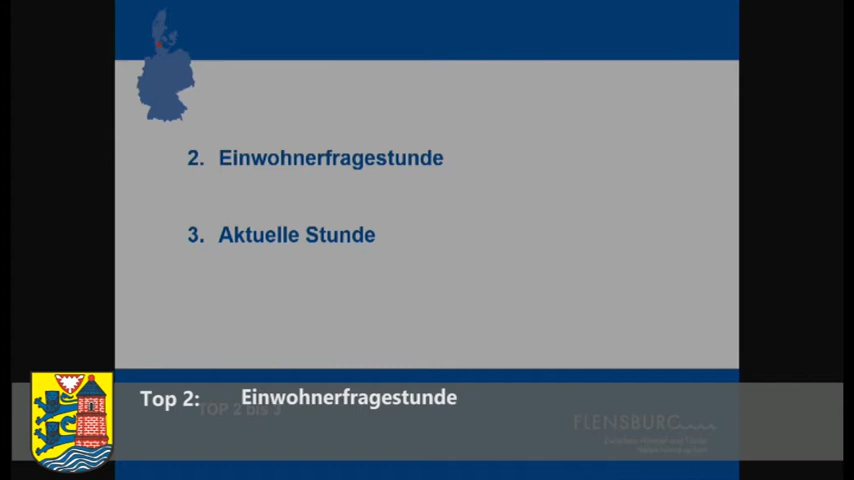 2. Einwohnerfragestunde
3. Aktuelle Stunde
Top 2: Einwohnerfragestunde
TOP 2 bis 3
FLENSBURG